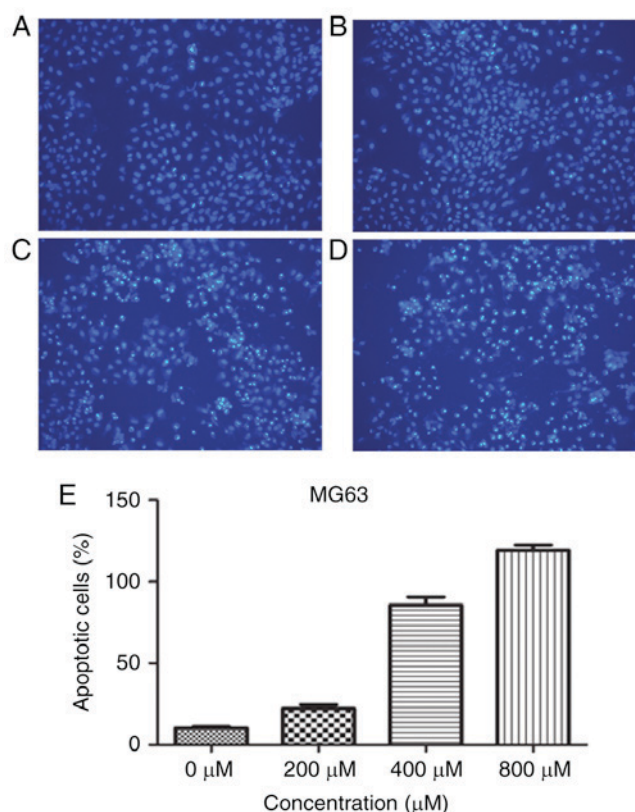 A
B
C
D
E
MG63
150
100
50
0
Apoptotic cells (%)
0 μM
200 μM
400 μM
800 μM
Concentration (μM)